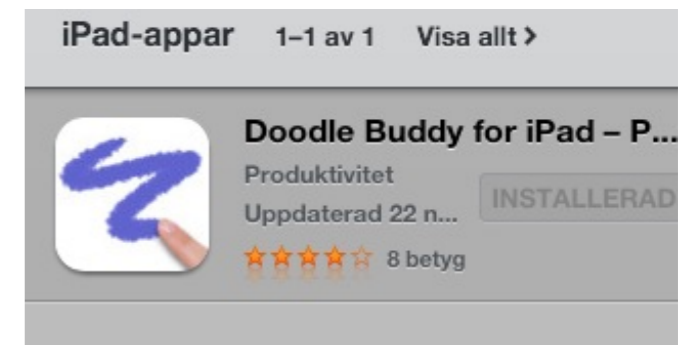 iPad-appar 1–1 av 1 Visa allt >
Doodle Buddy for iPad – P...
Produktivitet
INSTALLERAD
Uppdaterad 22 n...
8 betyg